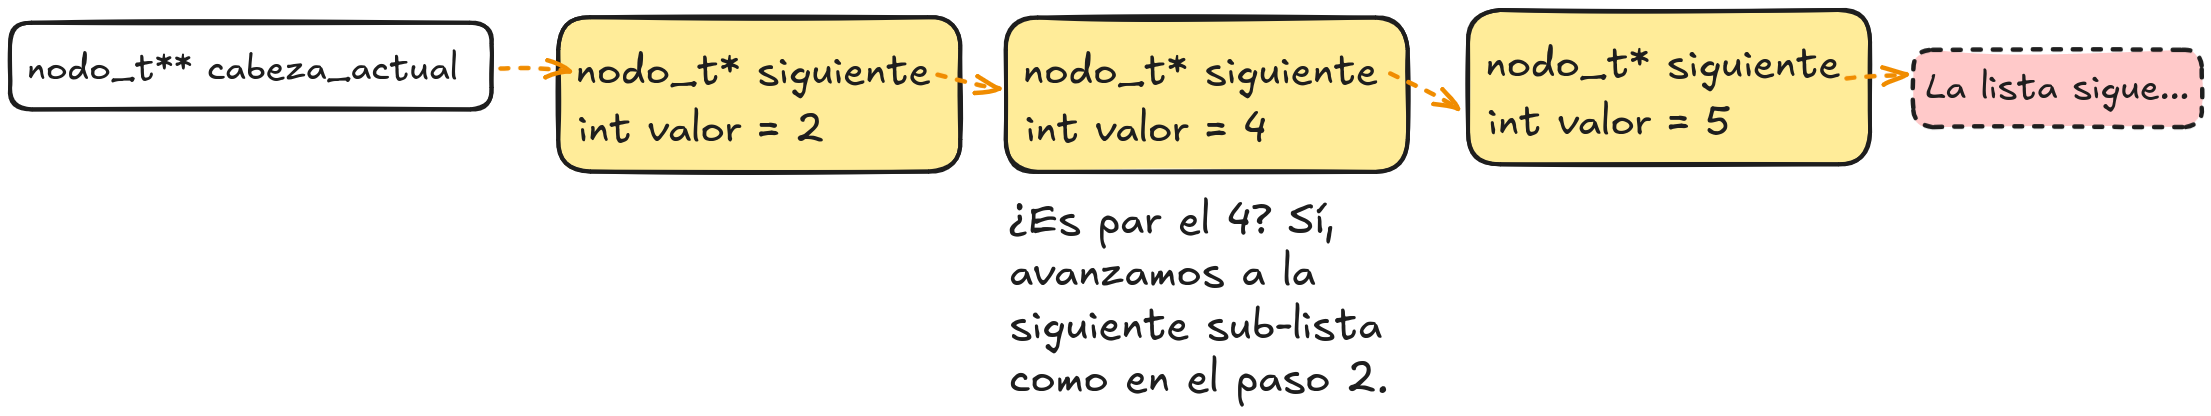 nodo_t** cabeza_actual
nodo_t* siguiente
int valor = 2
nodo_t* siguiente
int valor = 4
nodo_t* siguiente
int valor = 5
La lista sigue...
¿Es par el 4? Sí,
avanzamos a la
siguiente sub-lista
como en el paso 2.